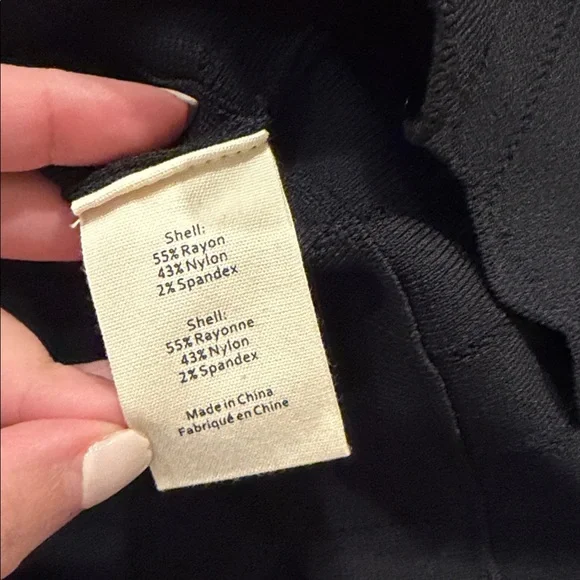 Shell:
55% Rayon
43% Nylon
2% Spandex
Shell:
55% Rayonne
43% Nylon
2% Spandex
Made in China
Fabriqué en Chine